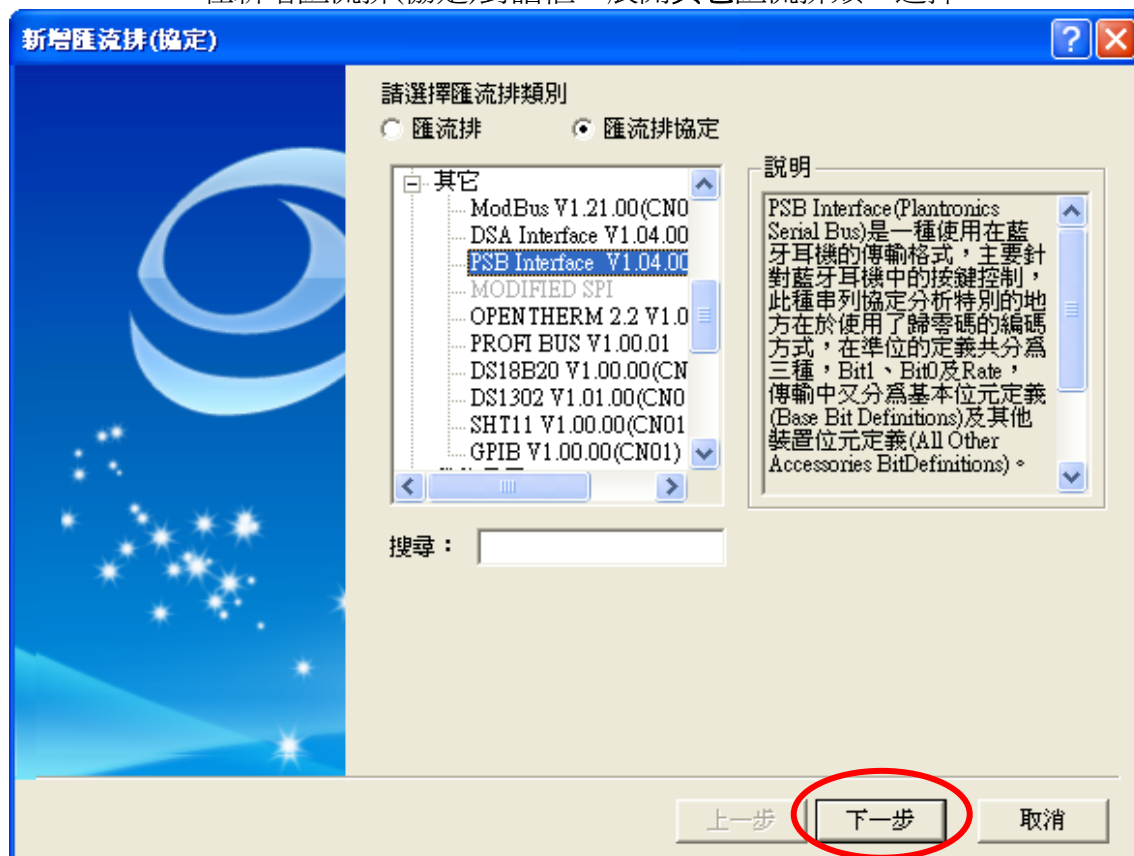 新增匯流排(協定)
請選擇匯流排類別
匯流排
匯流排協定
其它
ModBus V1.21.00(CN0
DSA Interface V1.04.00
PSB Interface V1.04.00
MODIFIED SPI
OPENTHERM 2.2 V1.0
PROFI BUS V1.00.01
DS18B20 V1.00.00(CN
DS1302 V1.01.00(CN0
SHT11 V1.00.00(CN01
GPIB V1.00.00(CN01)
搜尋：
說明
PSB Interface(Plantronics
Serial Bus)是一種使用在藍
牙耳機的傳輸格式，主要針
對藍牙耳機中的按鍵控制，
此種串列協定分析特別的地
方在於使用了歸零碼的編碼
方式，在準位的定義共分為
三種，Bit1、Bit0及Rate，
傳輸中又分為基本位元定義
(Base Bit Definitions)及其他
裝置位元定義(All Other
Accessories BitDefinitions)。
上一步
下一步
取消